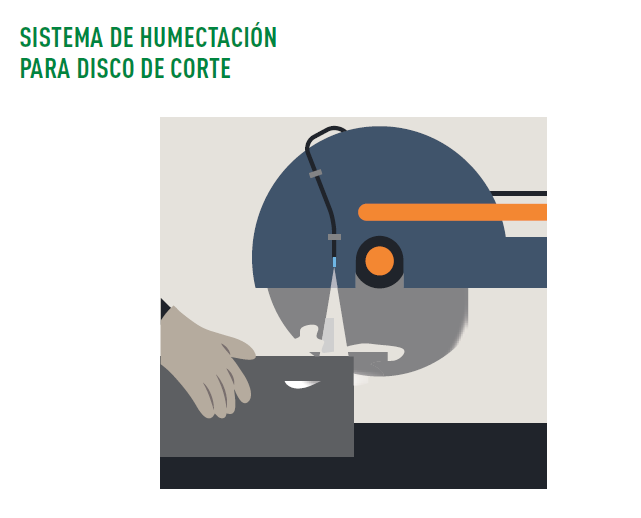 SISTEMA DE HUMECTACIÓN
PARA DISCO DE CORTE